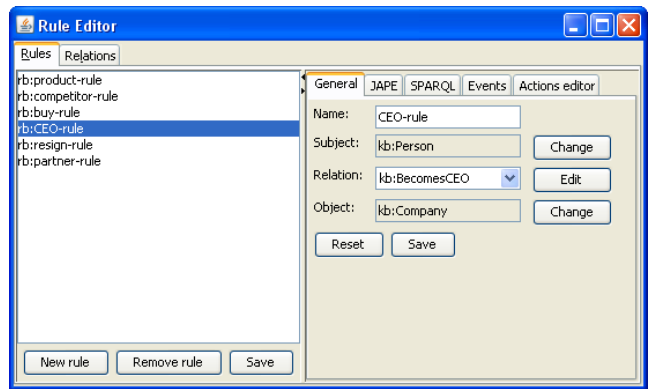 Rule Editor
Rules Relations
rb:product-rule
rb:competitor-rule
rb:buy-rule
rb:CEO-rule
rb:resign-rule
rb:partner-rule
New rule Remove rule Save
General JAPE SPARQL Events Actions editor
Name: CEO-rule
Subject: kb:Person Change
Relation: kb:BecomesCEO Edit
Object: kb:Company Change
Reset Save